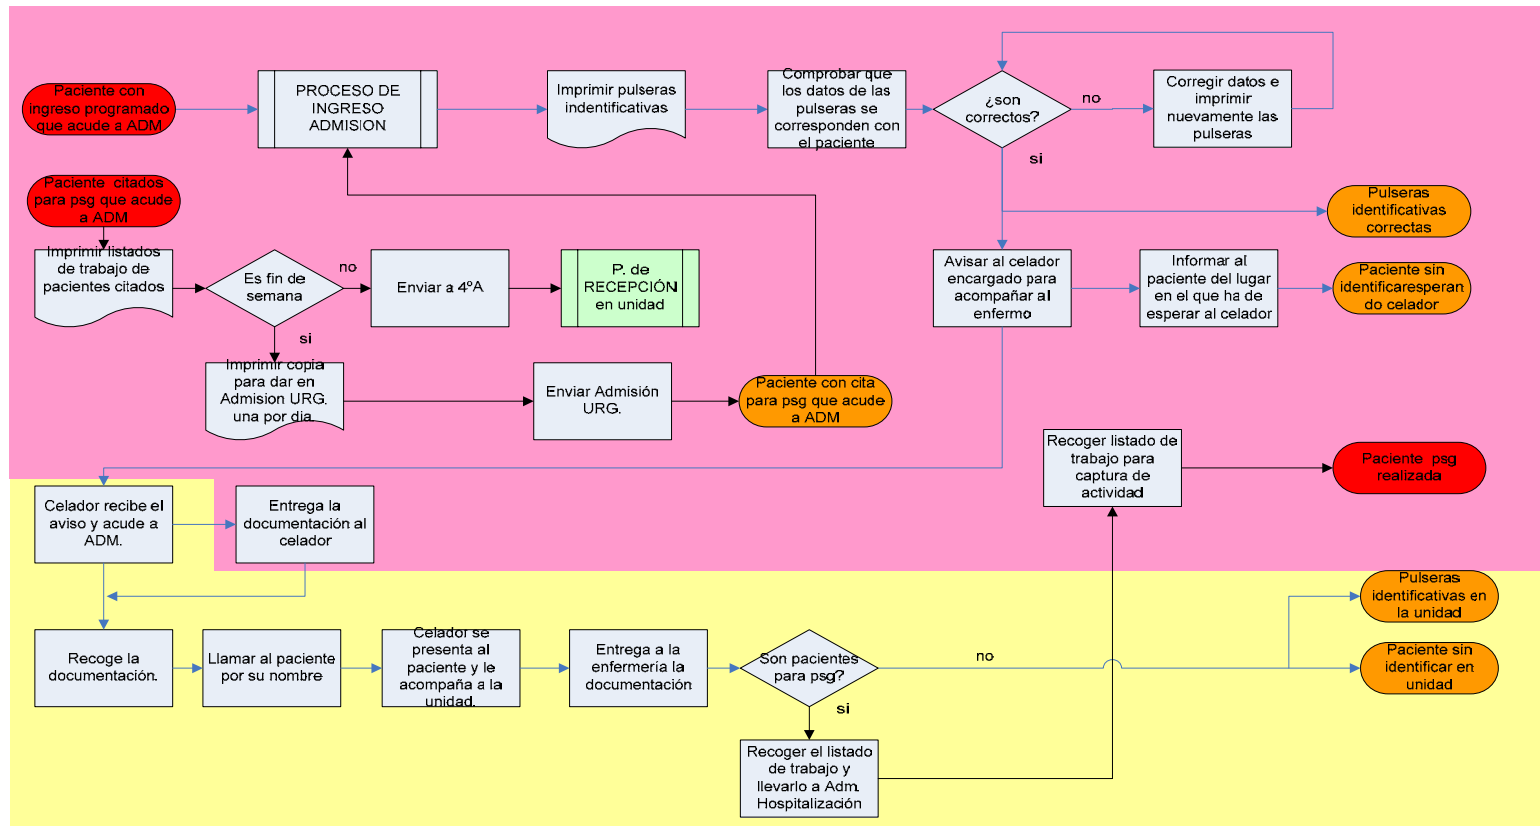 Paciente con
ingreso programado
que acude a ADM
PROCESO DE
INGRESO
ADMISION
Imprimir pulseras
indentificativas
Comprobar que
los datos de las
pulseras se
corresponden con
el paciente
¿son
correctos?
no
Corregir datos e
imprimir
nuevamente las
pulseras
si
Paciente citados
para psg que acude
a ADM
Pulseras
identificativas
correctas
Imprimir listados
de trabajo de
pacientes citados
Es fin de
semana
no
Enviar a 4ºA
P. de
RECEPCIÓN
en unidad
Avisar al celador
encargado para
acompañar al
enfermo
Informar al
paciente del lugar
en el que ha de
esperar al celador
Paciente sin
identificaresperan
do celador
si
Imprimir copia
para dar en
Admision URG.
una por dia.
Enviar Admisión
URG.
Paciente con cita
para psg que acude
a ADM
Recoger listado de
trabajo para
captura de
actividad
Paciente psg
realizada
Celador recibe el
aviso y acude a
ADM.
Entrega la
documentación al
celador
Pulseras
identificativas en
la unidad
Recoge la
documentación.
Llamar al paciente
por su nombre
Celador se
presenta al
paciente y le
acompaña a la
unidad.
Entrega a la
enfermería la
documentación
Son pacientes
para psg?
no
Paciente sin
identificar en
unidad
si
Recoger el listado
de trabajo y
llevarlo a Adm.
Hospitalización